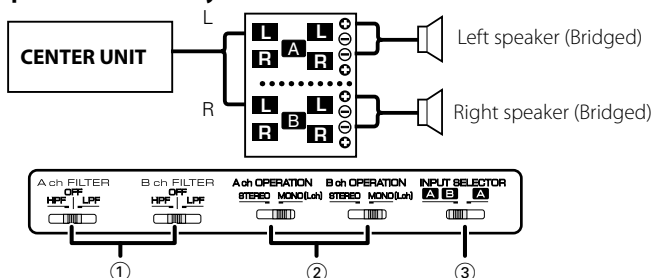 L
CENTER UNIT
L L
A
R R
Left speaker (Bridged)
R
L L
B
R R
Right speaker (Bridged)
A ch FILTER
OFF
HPF LPF
B ch FILTER
OFF
HPF LPF
A ch OPERATION
STEREO MONO(Lch)
B ch OPERATION
STEREO MONO(Lch)
INPUT SELECTOR
A B A
① ② ③